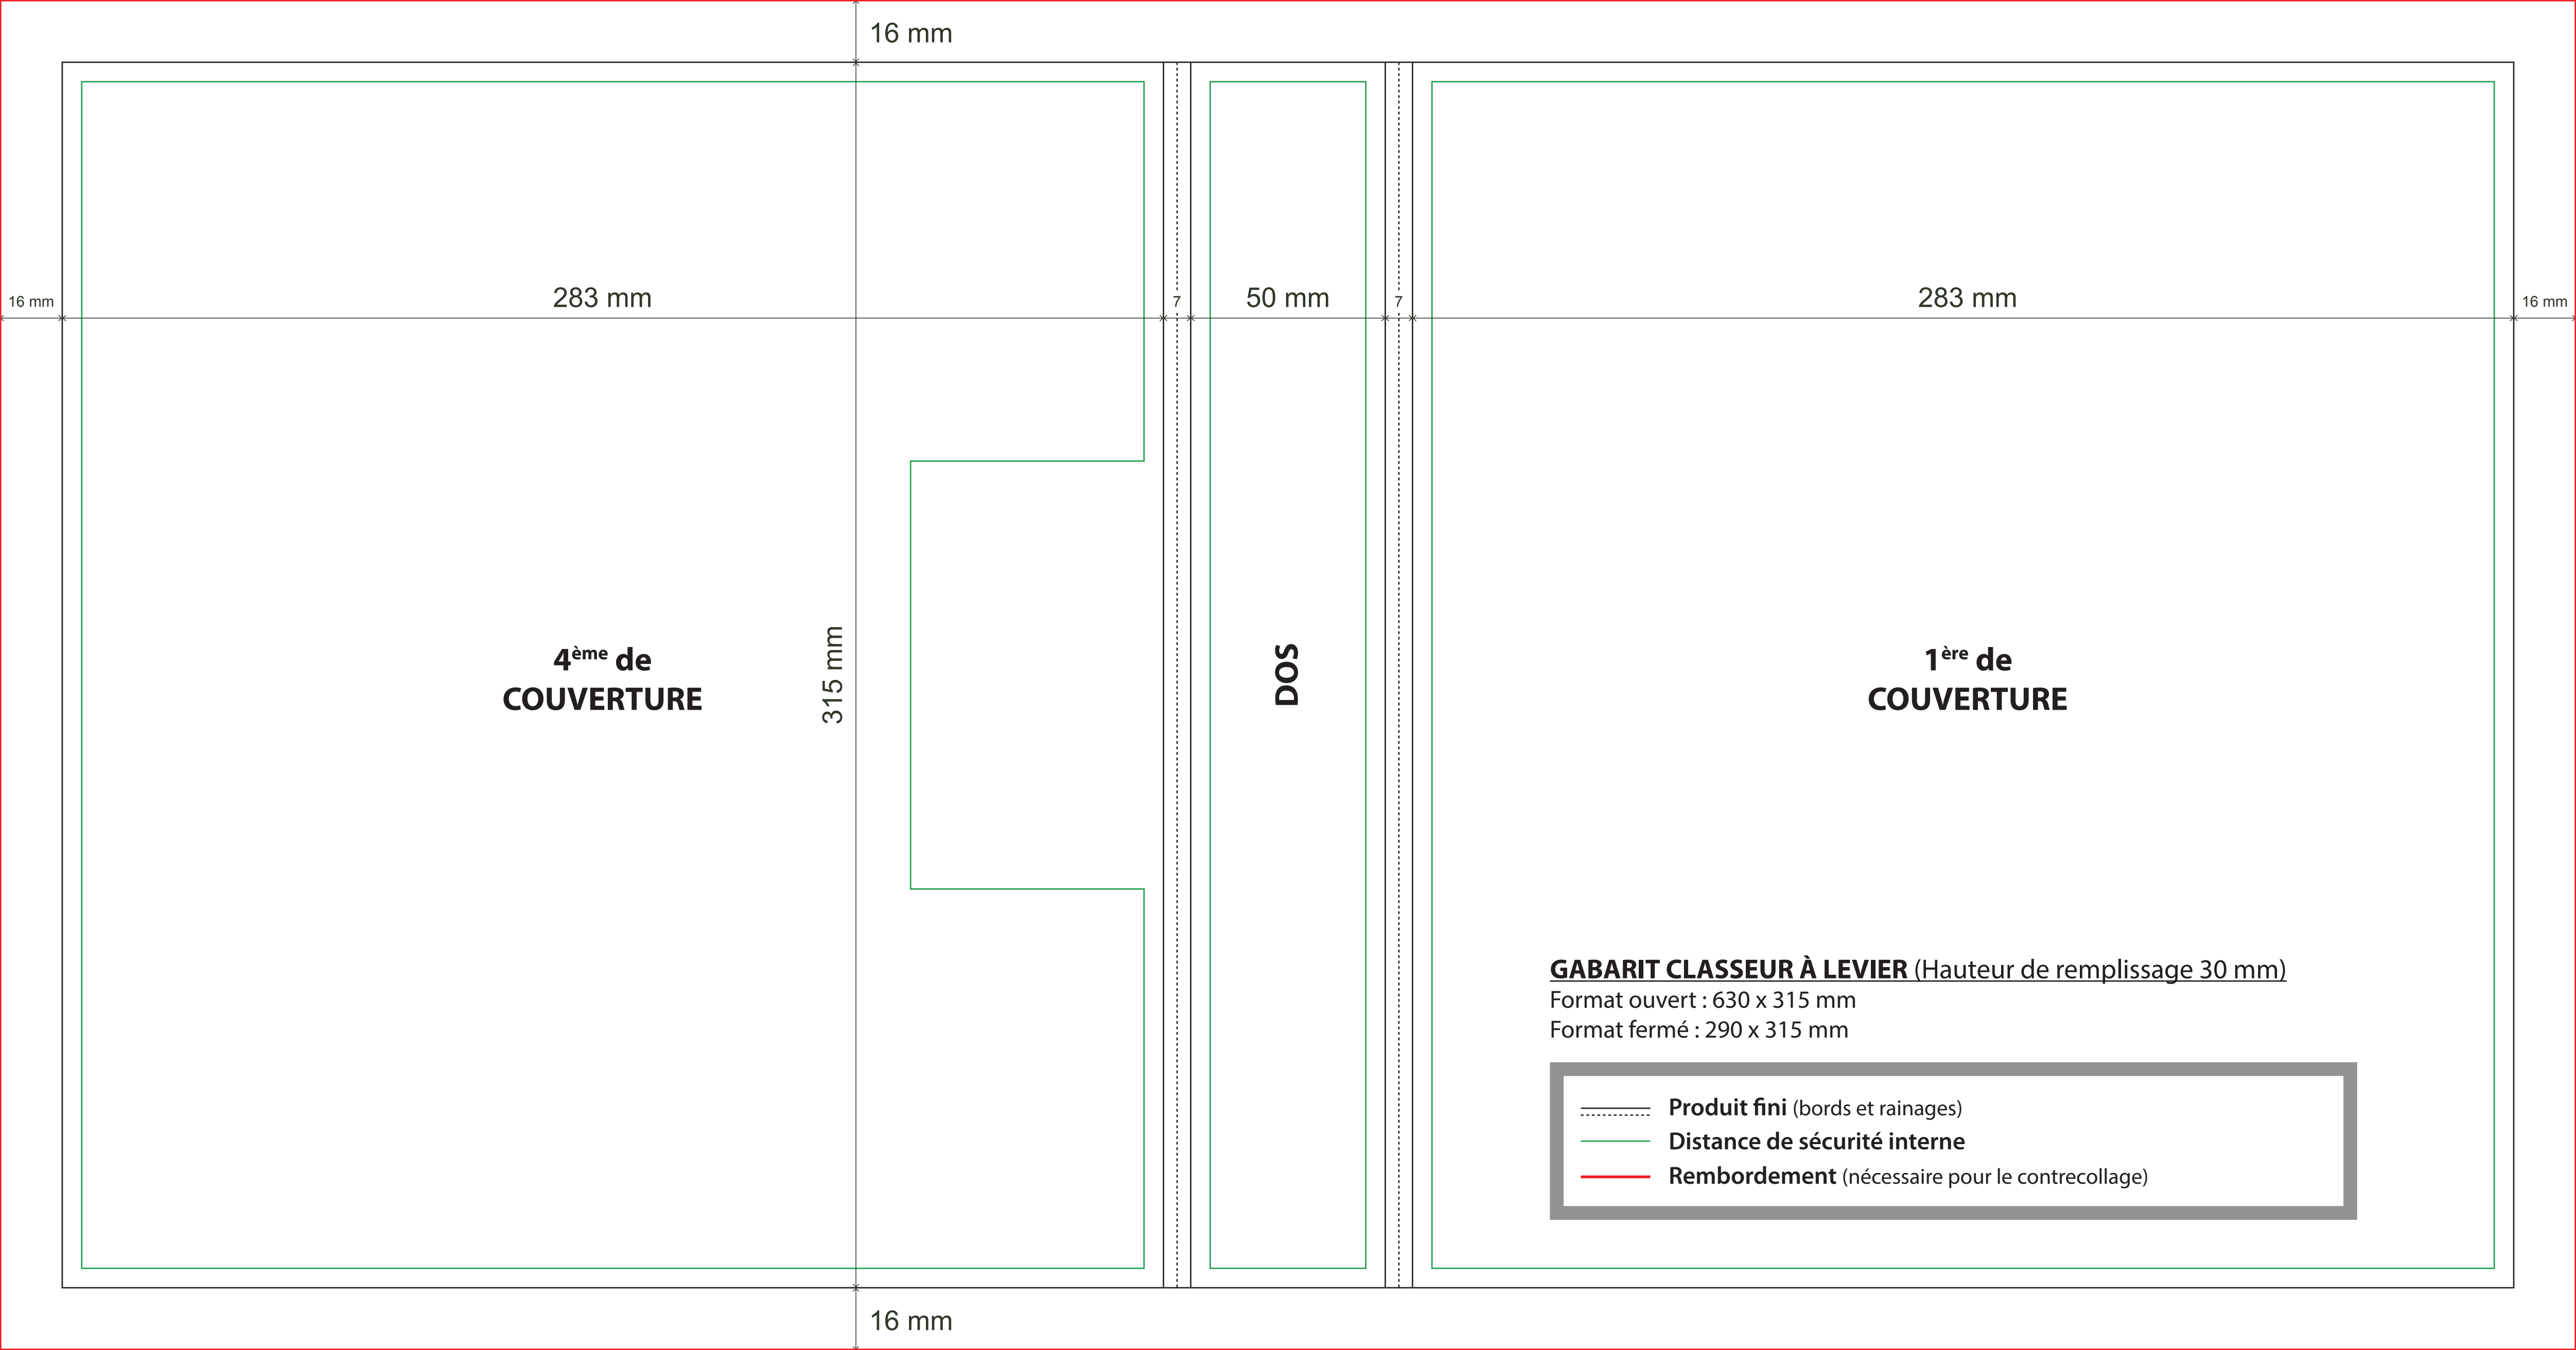 16 mm
16 mm
283 mm
7
50 mm
7
283 mm
16 mm
4ème de
COUVERTURE
315 mm
DOS
1ère de
COUVERTURE
GABARIT CLASSEUR À LEVIER (Hauteur de remplissage 30 mm)
Format ouvert : 630 x 315 mm
Format fermé : 290 x 315 mm
Produit fini (bords et rainages)
Distance de sécurité interne
Rembordement (nécessaire pour le contrecollage)
16 mm